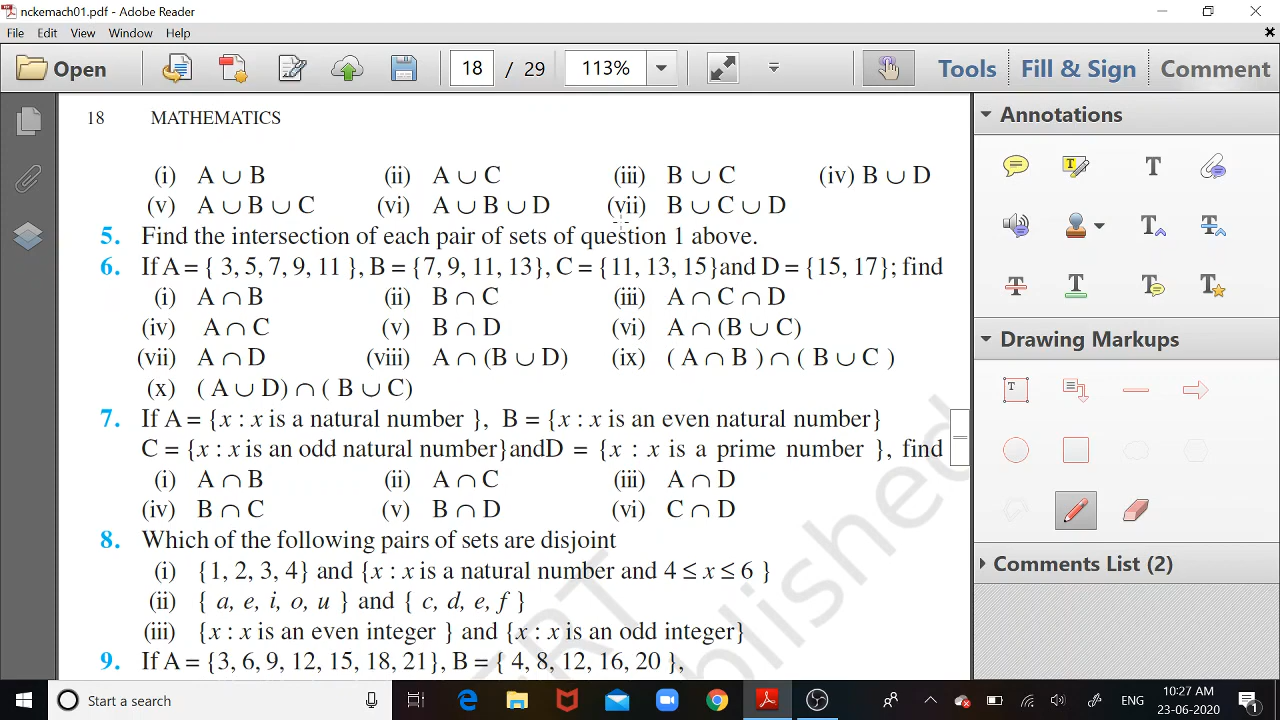 nckemach01.pdf - Adobe Reader
File Edit View Window Help
Open 18 / 29 113% Tools Fill & Sign Comment
18 MATHEMATICS
(i) A ∪ B (ii) A ∪ C (iii) B ∪ C (iv) B ∪ D
(v) A ∪ B ∪ C (vi) A ∪ B ∪ D (vii) B ∪ C ∪ D
5. Find the intersection of each pair of sets of question 1 above.
6. If A = { 3, 5, 7, 9, 11 }, B = {7, 9, 11, 13}, C = {11, 13, 15}and D = {15, 17}; find
(i) A ∩ B (ii) B ∩ C (iii) A ∩ C ∩ D
(iv) A ∩ C (v) B ∩ D (vi) A ∩ (B ∪ C)
(vii) A ∩ D (viii) A ∩ (B ∪ D) (ix) ( A ∩ B ) ∩ ( B ∪ C )
(x) ( A ∪ D) ∩ ( B ∪ C)
7. If A = {x : x is a natural number }, B = {x : x is an even natural number}
C = {x : x is an odd natural number}andD = {x : x is a prime number }, find
(i) A ∩ B (ii) A ∩ C (iii) A ∩ D
(iv) B ∩ C (v) B ∩ D (vi) C ∩ D
8. Which of the following pairs of sets are disjoint
(i) {1, 2, 3, 4} and {x : x is a natural number and 4 ≤ x ≤ 6 }
(ii) { a, e, i, o, u } and { c, d, e, f }
(iii) {x : x is an even integer } and {x : x is an odd integer}
9. If A = {3, 6, 9, 12, 15, 18, 21}, B = { 4, 8, 12, 16, 20 },
Annotations
Drawing Markups
Comments List (2)
Start a search
ENG
10:27 AM
23-06-2020
1